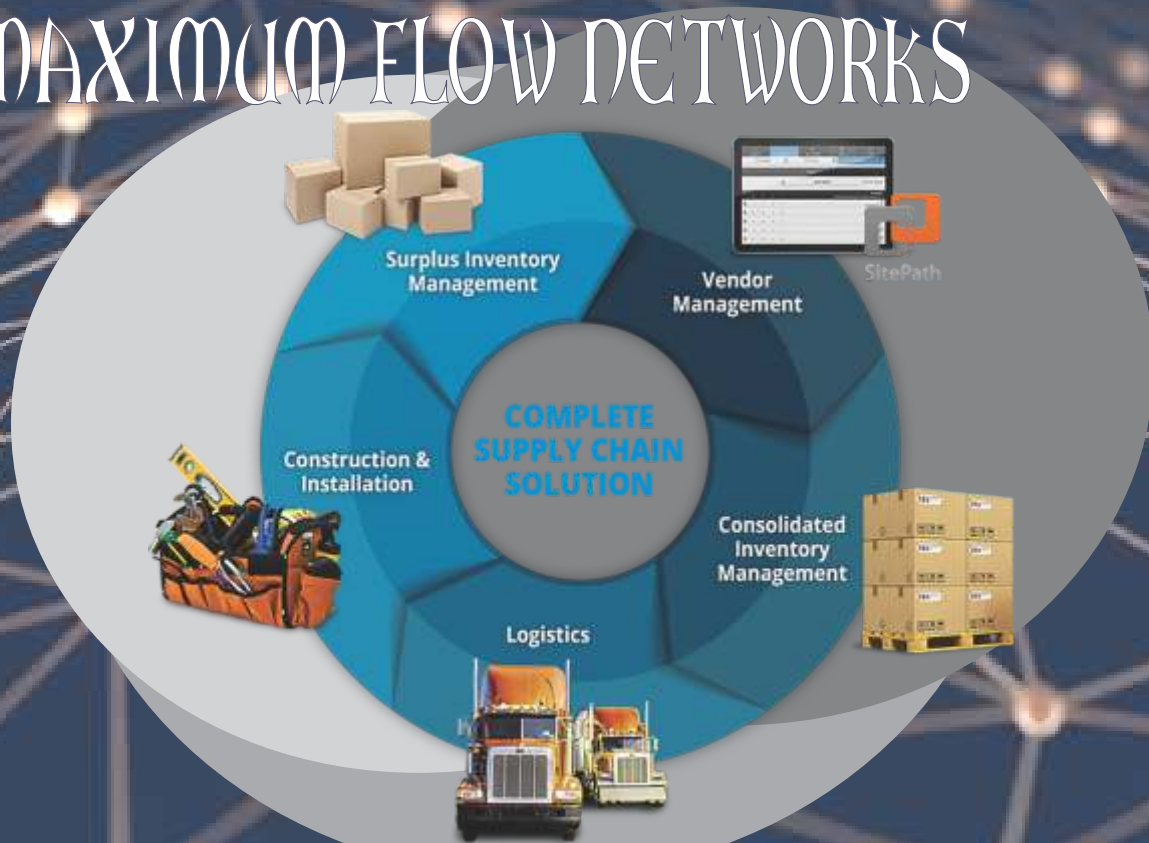 MAXIMUM FLOW NETWORKS
Surplus Inventory
Management
Vendor
Management
SitePath
Construction &
Installation
COMPLETE
SUPPLY CHAIN
SOLUTION
Consolidated
Inventory
Management
Logistics